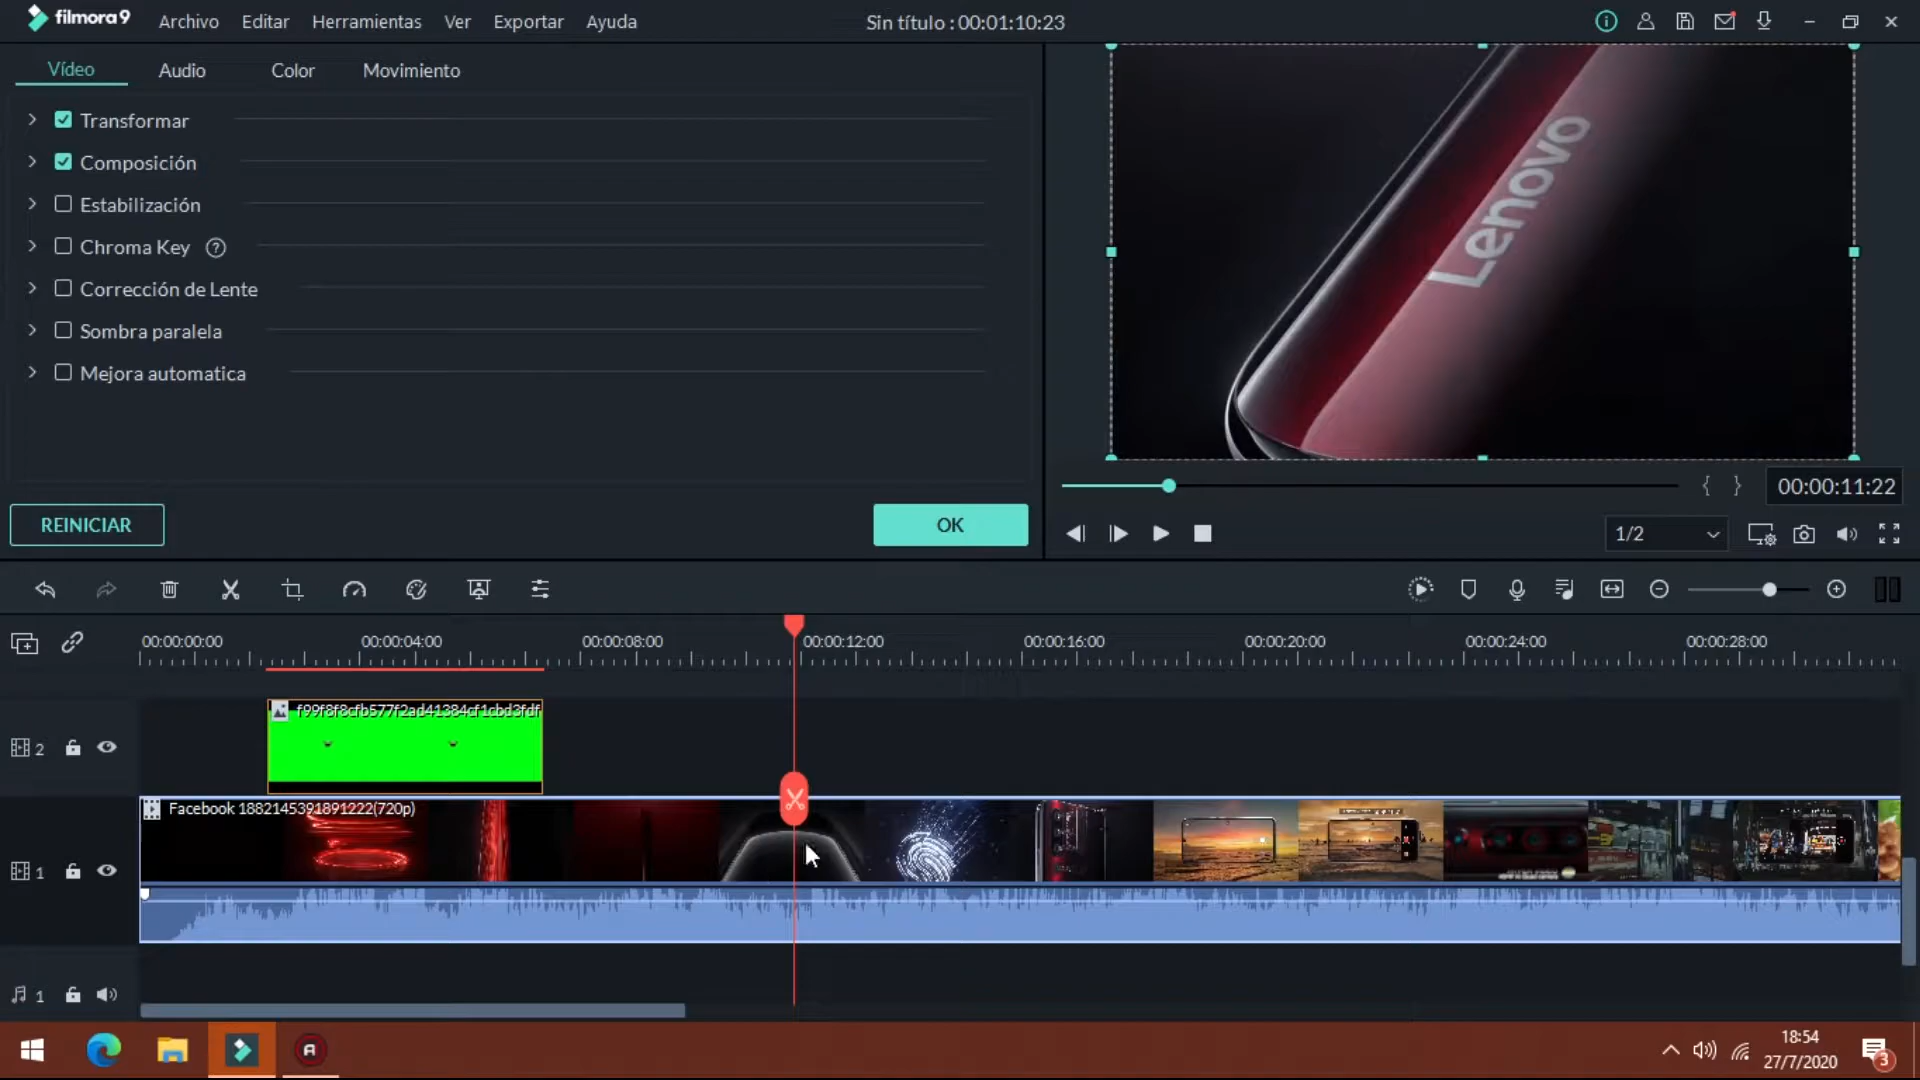 filmora9 Archivo Editar Herramientas Ver Exportar Ayuda Sin título : 00:01:10:23
Vídeo Audio Color Movimiento
Transformar
Composición
Estabilización
Chroma Key ?
Corrección de Lente
Sombra paralela
Mejora automatica
REINICIAR OK
Lenovo
{ } 00:00:11:22
1/2
00:00:00:00 00:00:04:00 00:00:08:00 00:00:12:00 00:00:16:00 00:00:20:00 00:00:24:00 00:00:28:00
f99f8f8cfb577f2ad41384cf1cbd3fdf
2
Facebook 1882145391891222(720p)
1
1
18:54
27/7/2020
3